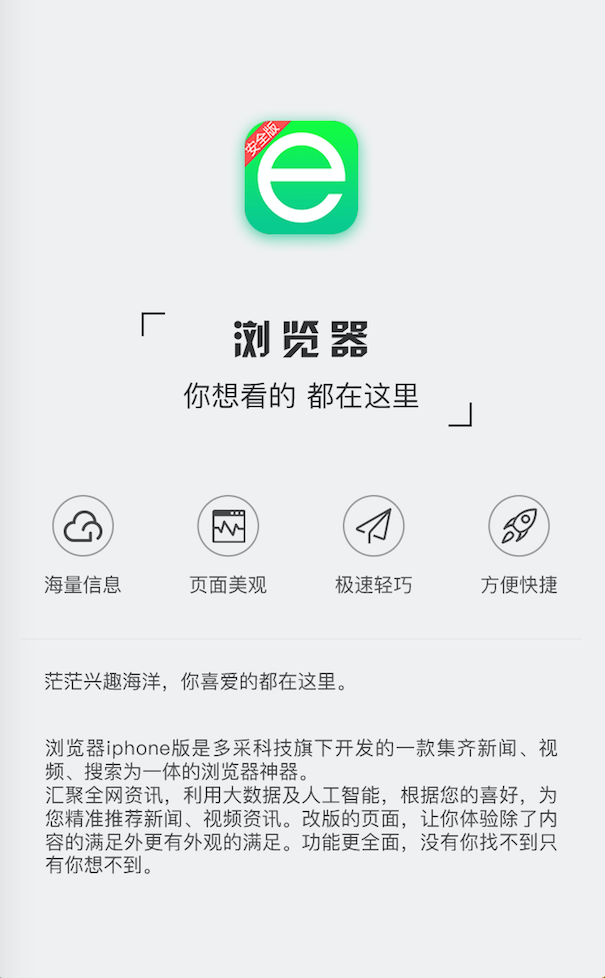 安全版
e
浏览器
你想看的 都在这里
海量信息 页面美观 极速轻巧 方便快捷
茫茫兴趣海洋，你喜爱的都在这里。
浏览器iphone版是多采科技旗下开发的一款集齐新闻、视
频、搜索为一体的浏览器神器。
汇聚全网资讯，利用大数据及人工智能，根据您的喜好，为
您精准推荐新闻、视频资讯。改版的页面，让你体验除了内
容的满足外更有外观的满足。功能更全面，没有你找不到只
有你想不到。